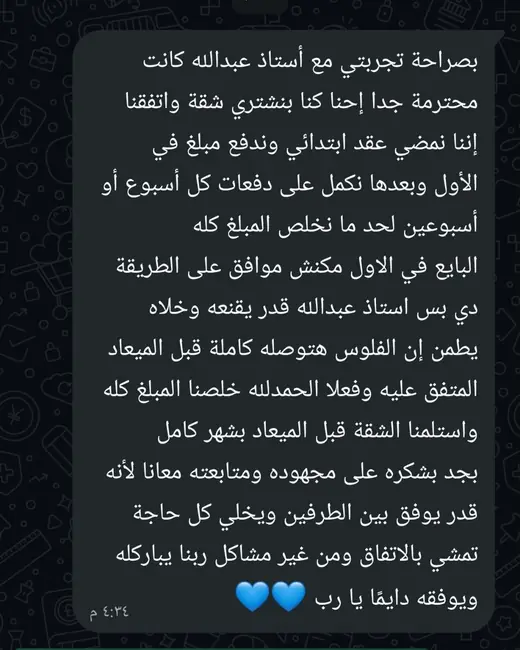 بصراحة تجربتي مع أستاذ عبدالله كانت
محترمة جدا إحنا كنا بنشتري شقة واتفقنا
إننا نمضي عقد ابتدائي وندفع مبلغ في
الأول وبعدها نكمل على دفعات كل أسبوع أو
أسبوعين لحد ما نخلص المبلغ كله
البايع في الاول مكنش موافق على الطريقة
دي بس استاذ عبدالله قدر يقنعه وخلاه
يطمن إن الفلوس هتوصله كاملة قبل الميعاد
المتفق عليه وفعلا الحمدلله خلصنا المبلغ كله
واستلمنا الشقة قبل الميعاد بشهر كامل
بجد بشكره على مجهوده ومتابعته معانا لأنه
قدر يوفق بين الطرفين ويخلي كل حاجة
تمشي بالاتفاق ومن غير مشاكل ربنا يباركله
ويوفقه دايمًا يا رب 💙💙
٤:٣٤ م